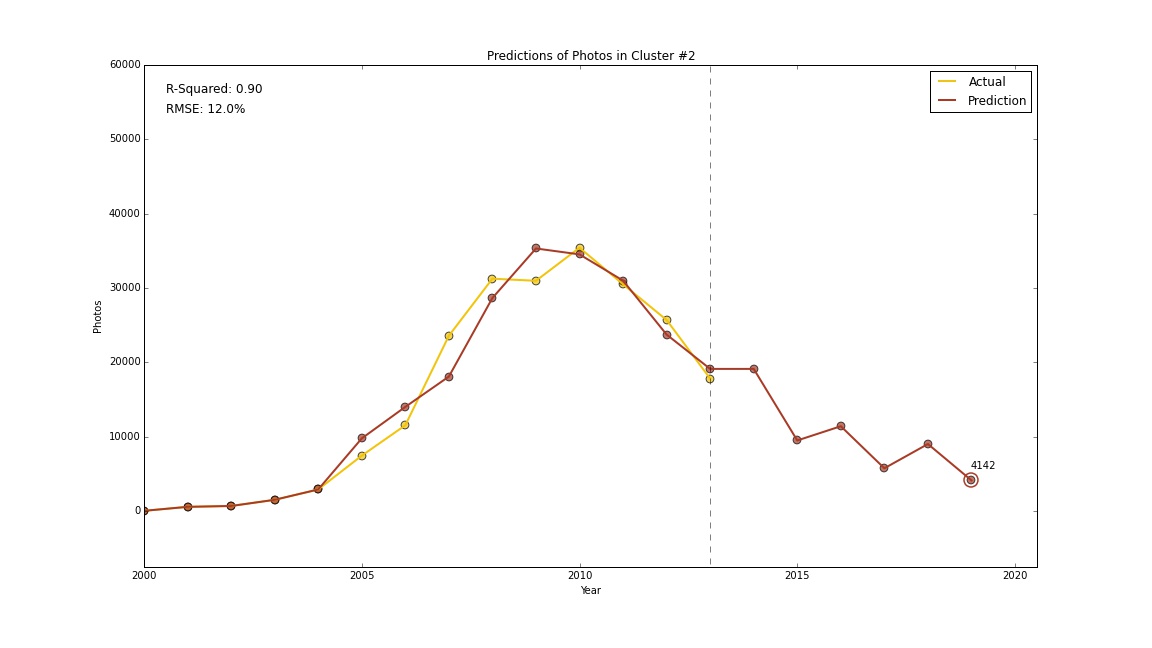 Predictions of Photos in Cluster #2
60000
50000
40000
30000
20000
10000
0
Photos
R-Squared: 0.90
RMSE: 12.0%
Actual
Prediction
4142
2000
2005
2010
2015
2020
Year